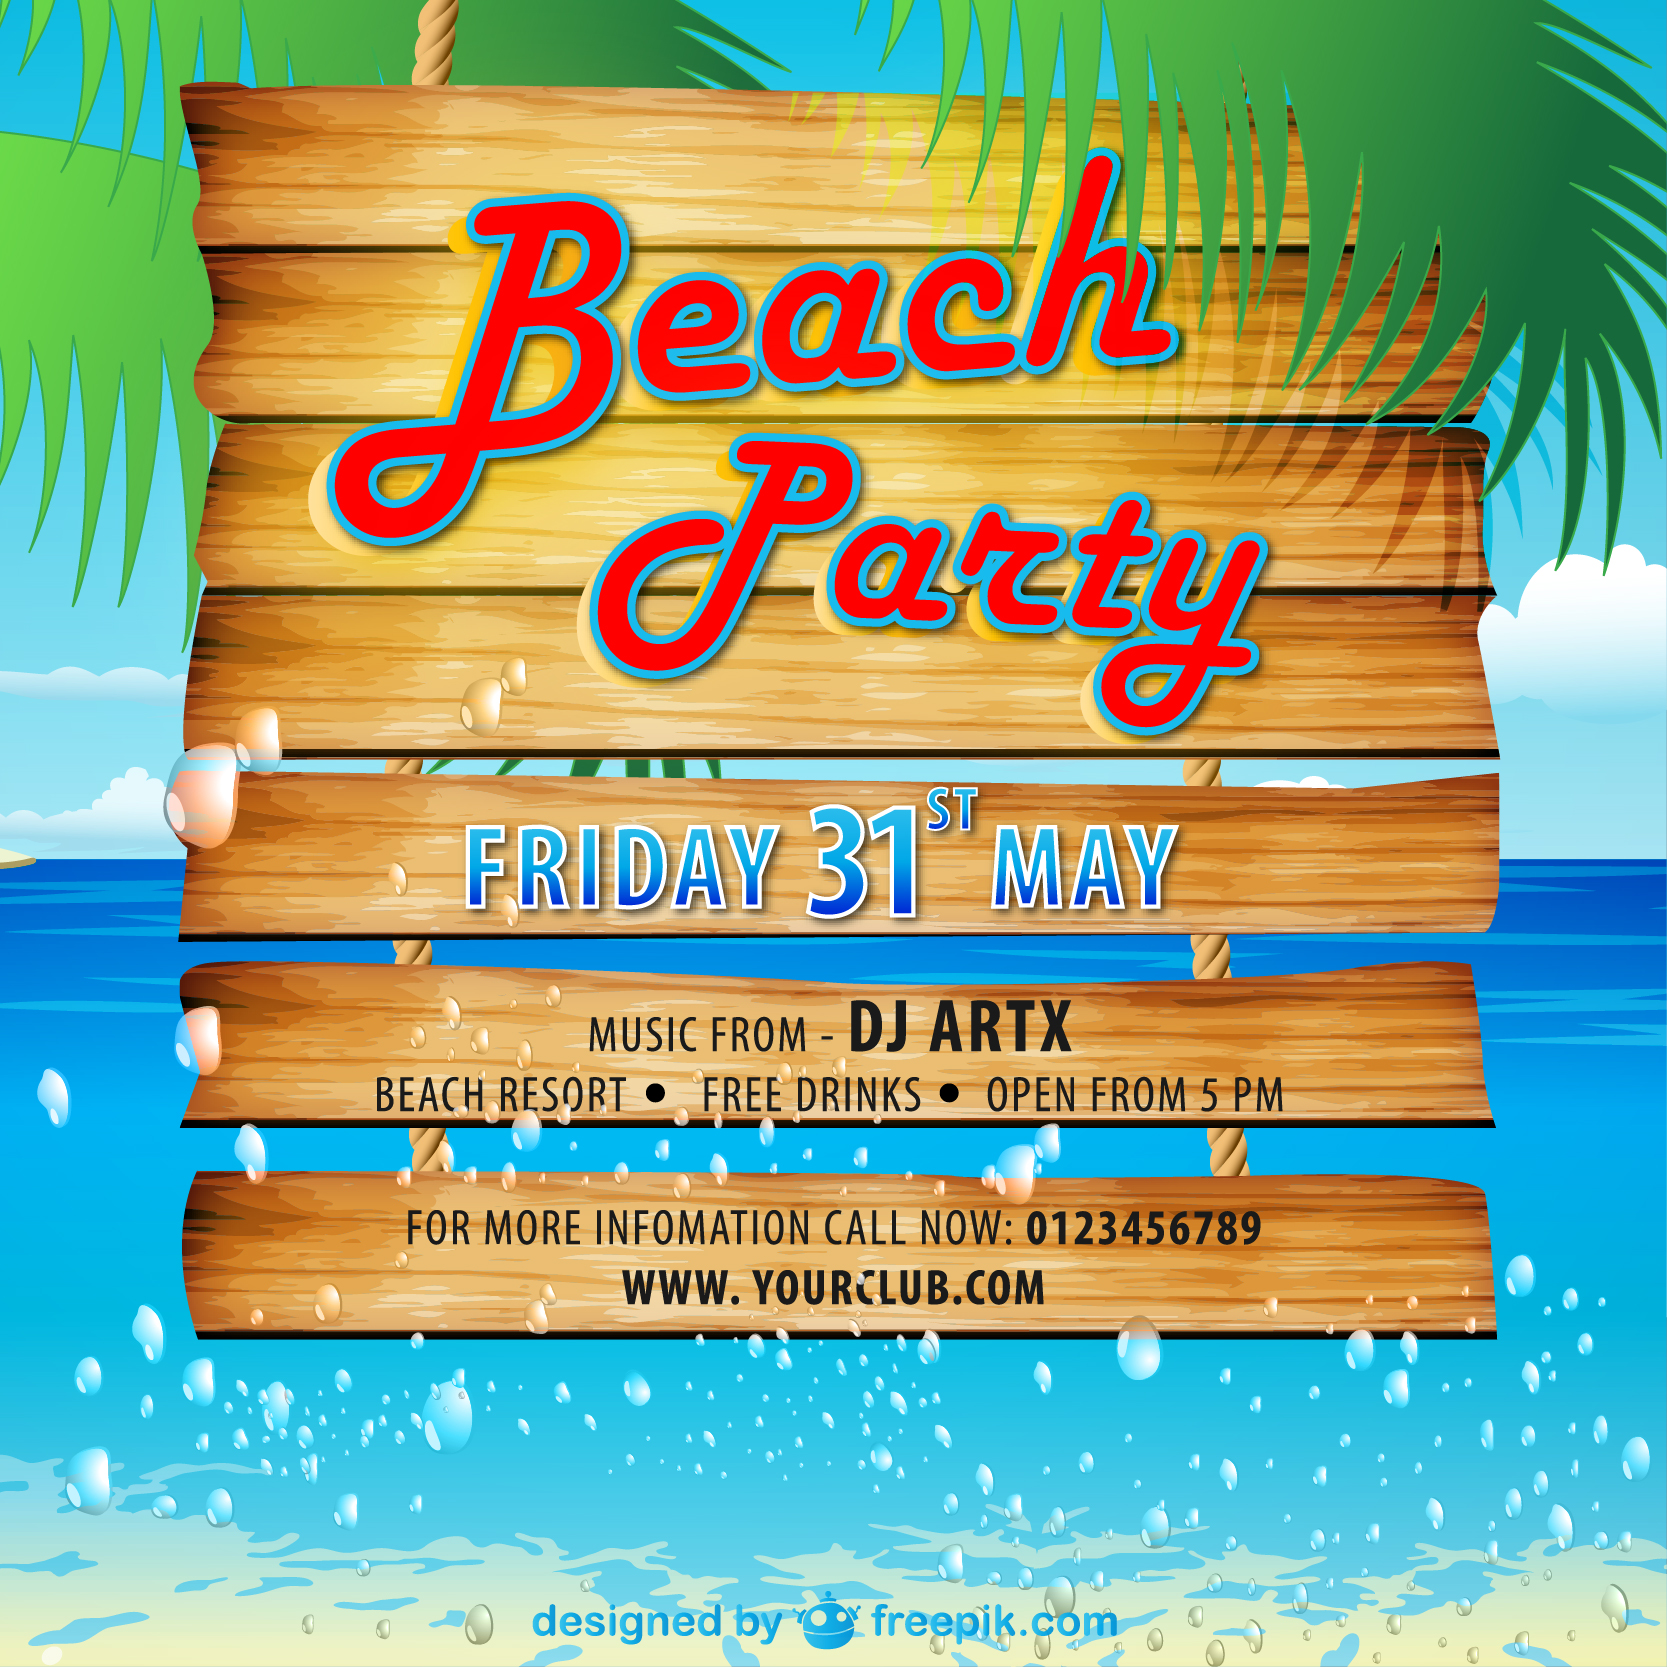 Beach
Party
FRIDAY 31ST MAY
MUSIC FROM - DJ ARTX
BEACH RESORT ● FREE DRINKS ● OPEN FROM 5 PM
FOR MORE INFOMATION CALL NOW: 0123456789
WWW. YOURCLUB.COM
designed by freepik.com